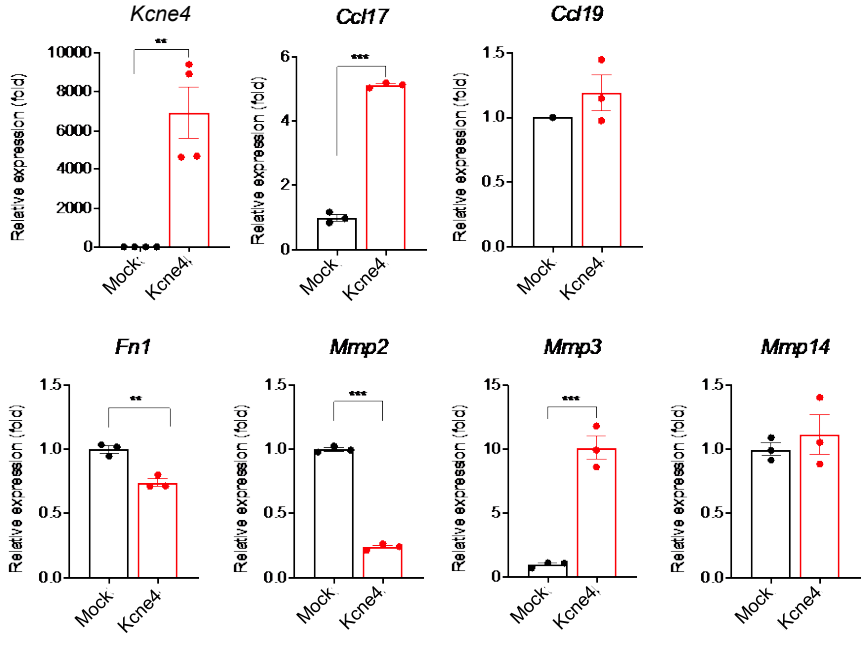 Kcne4
Relative expression (fold)
10000
8000
6000
4000
2000
0
**
Mock
Kcne4
Ccl17
Relative expression (fold)
6
4
2
0
***
Mock
Kcne4
Ccl19
Relative expression (fold)
1.5
1.0
0.5
0.0
Mock
Kcne4
Fn1
Relative expression (fold)
1.5
1.0
0.5
0.0
**
Mock
Kcne4
Mmp2
Relative expression (fold)
1.5
1.0
0.5
0.0
***
Mock
Kcne4
Mmp3
Relative expression (fold)
15
10
5
0
***
Mock
Kcne4
Mmp14
Relative expression (fold)
1.5
1.0
0.5
0.0
Mock
Kcne4